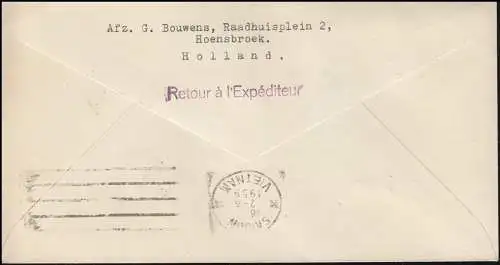 Afz. G. Bouwens, Raadhuisplein 2,
Hoensbroek.
Holland.
Retour à l'Expéditeur
VIETNAM